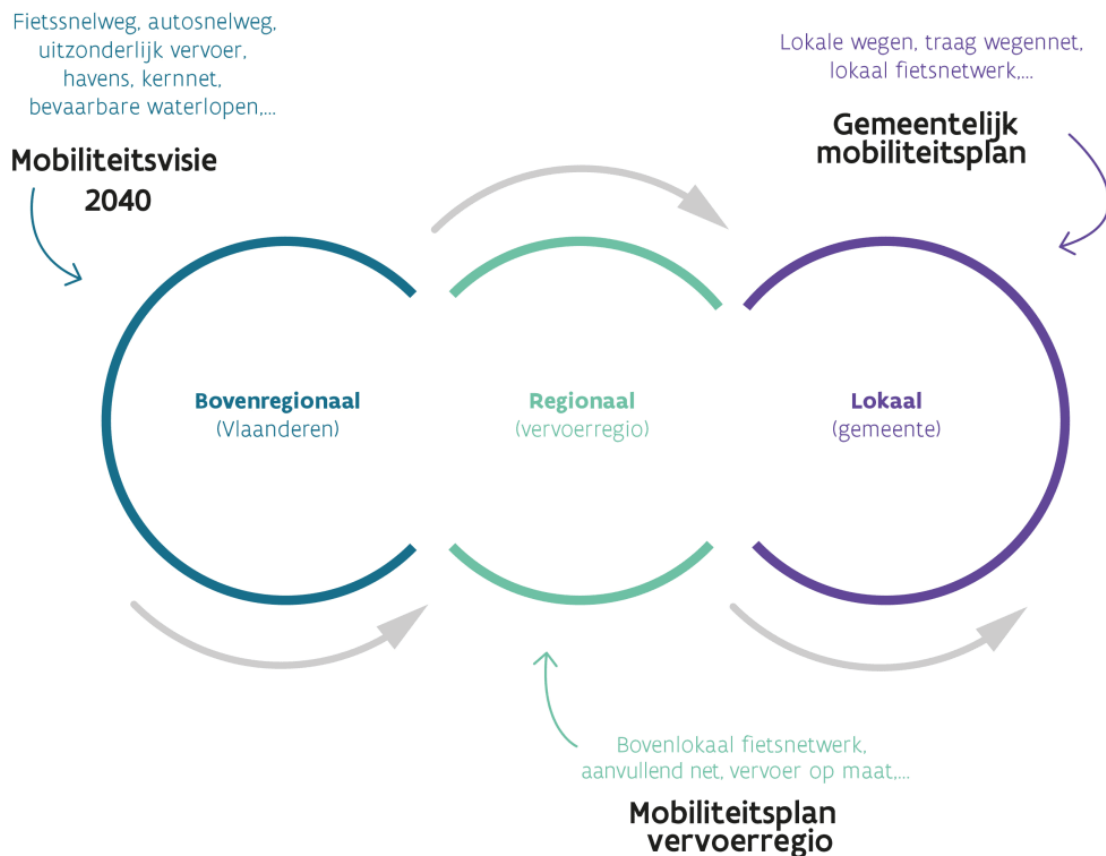 Fietssnelweg, autosnelweg,
uitzonderlijk vervoer,
havens, kernnet,
bevaarbare waterlopen,...
Mobiliteitsvisie
2040
Lokale wegen, traag wegennet,
lokaal fietsnetwerk,...
Gemeentelijk
mobiliteitsplan
Bovenregionaal
(Vlaanderen)
Regionaal
(vervoerregio)
Lokaal
(gemeente)
Bovenlokaal fietsnetwerk,
aanvullend net, vervoer op maat,...
Mobiliteitsplan
vervoerregio